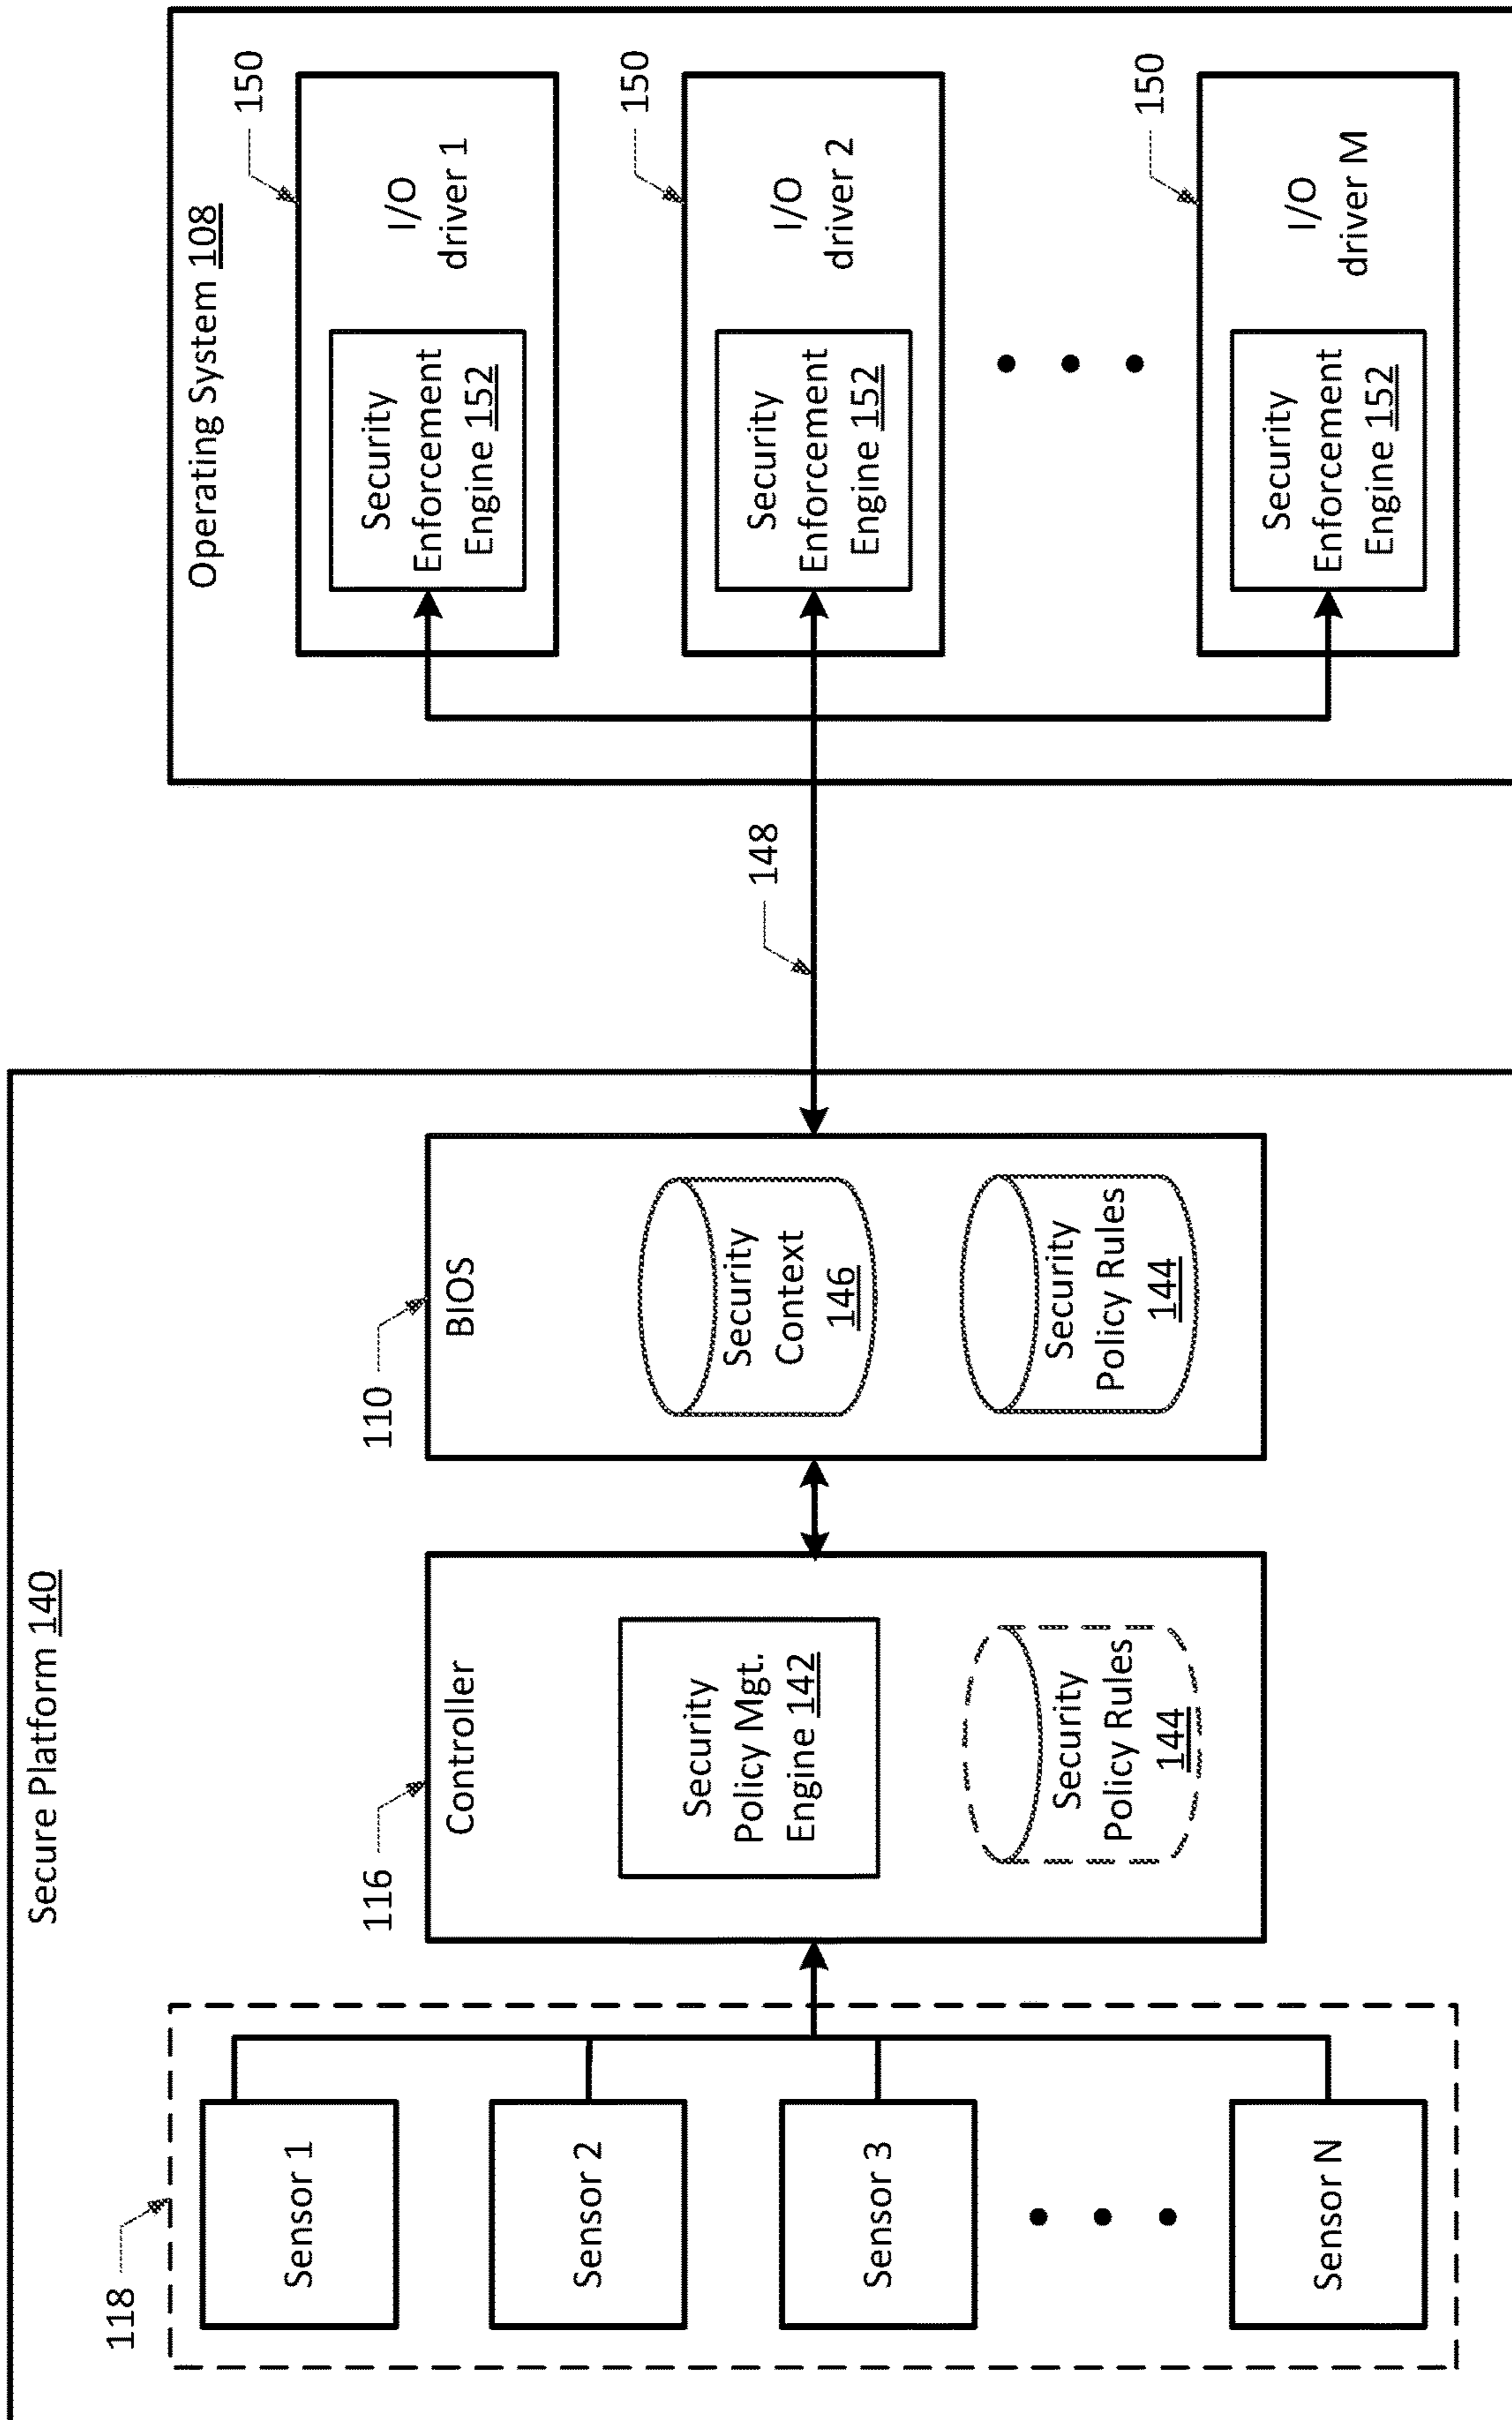 Secure Platform 140
118
Sensor 1
Sensor 2
Sensor 3
Sensor N
116
Controller
Security
Policy Mgt.
Engine 142
Security
Policy Rules
144
110
BIOS
Security
Context
146
Security
Policy Rules
144
148
Operating System 108
150
Security
Enforcement
Engine 152
I/O
driver 1
150
Security
Enforcement
Engine 152
I/O
driver 2
150
Security
Enforcement
Engine 152
I/O
driver M